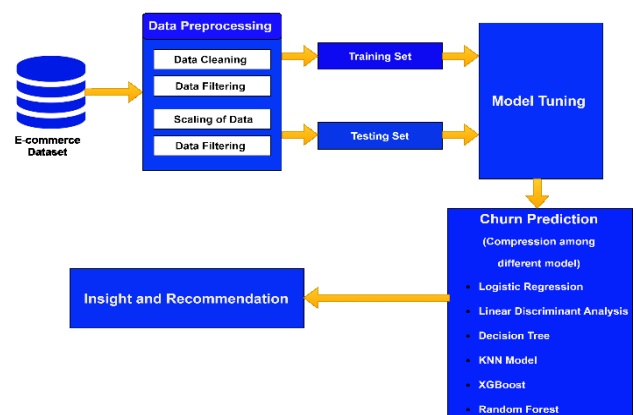 E-commerce
Dataset
Data Preprocessing
Data Cleaning
Data Filtering
Scaling of Data
Data Filtering
Training Set
Testing Set
Model Tuning
Churn Prediction
(Compression among
different model)
• Logistic Regression
• Linear Discriminant Analysis
• Decision Tree
• KNN Model
• XGBoost
• Random Forest
Insight and Recommendation